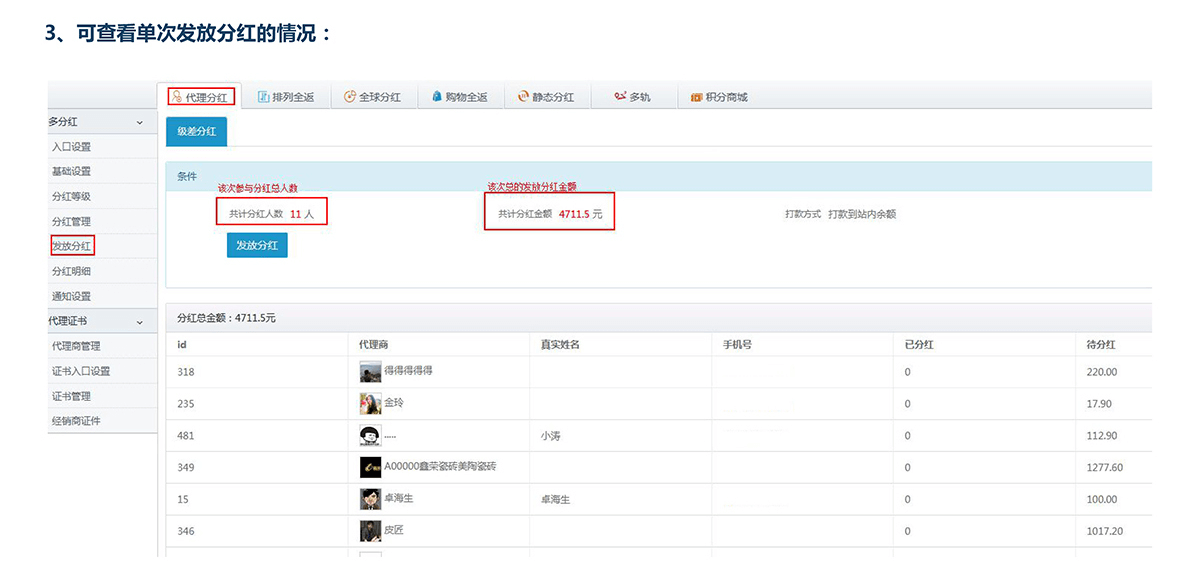 3、可查看单次发放分红的情况：
代理分红 排列全返 全球分红 购物全返 静态分红 多轨 积分商城
多分红
入口设置
基础设置
分红等级
分红管理
发放分红
分红明细
通知设置
代理证书
代理商管理
证书入口设置
证书管理
经销商证件
级差分红
条件
该次参与分红总人数 该次总的发放分红金额
共计分红人数 11 人 共计分红金额 4711.5 元 打款方式 打款到站内余额
发放分红
分红总金额：4711.5元
id 代理商 真实姓名 手机号 已分红 待分红
318 得得得得得 0 220.00
235 金玲 0 17.90
481 ..... 小涛 0 112.90
349 A00000鑫荣瓷砖美陶瓷砖 0 1277.60
15 卓海生 卓海生 0 100.00
346 皮匠 0 1017.20